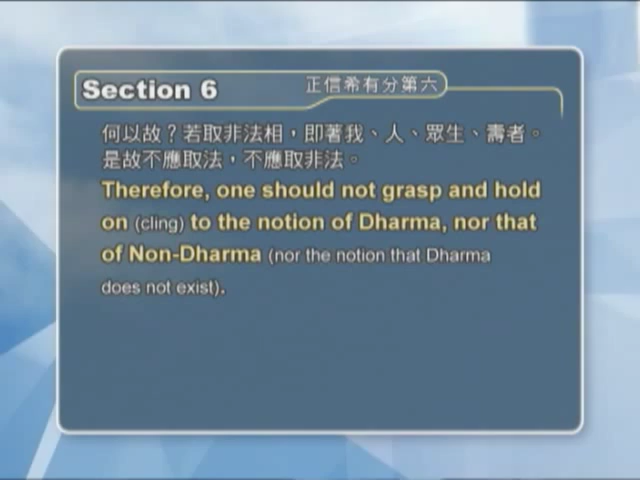 Section 6
正信希有分第六
何以故？若取非法相，即著我、人、眾生、壽者。
是故不應取法，不應取非法。
Therefore, one should not grasp and hold
on (cling) to the notion of Dharma, nor that
of Non-Dharma (nor the notion that Dharma
does not exist).